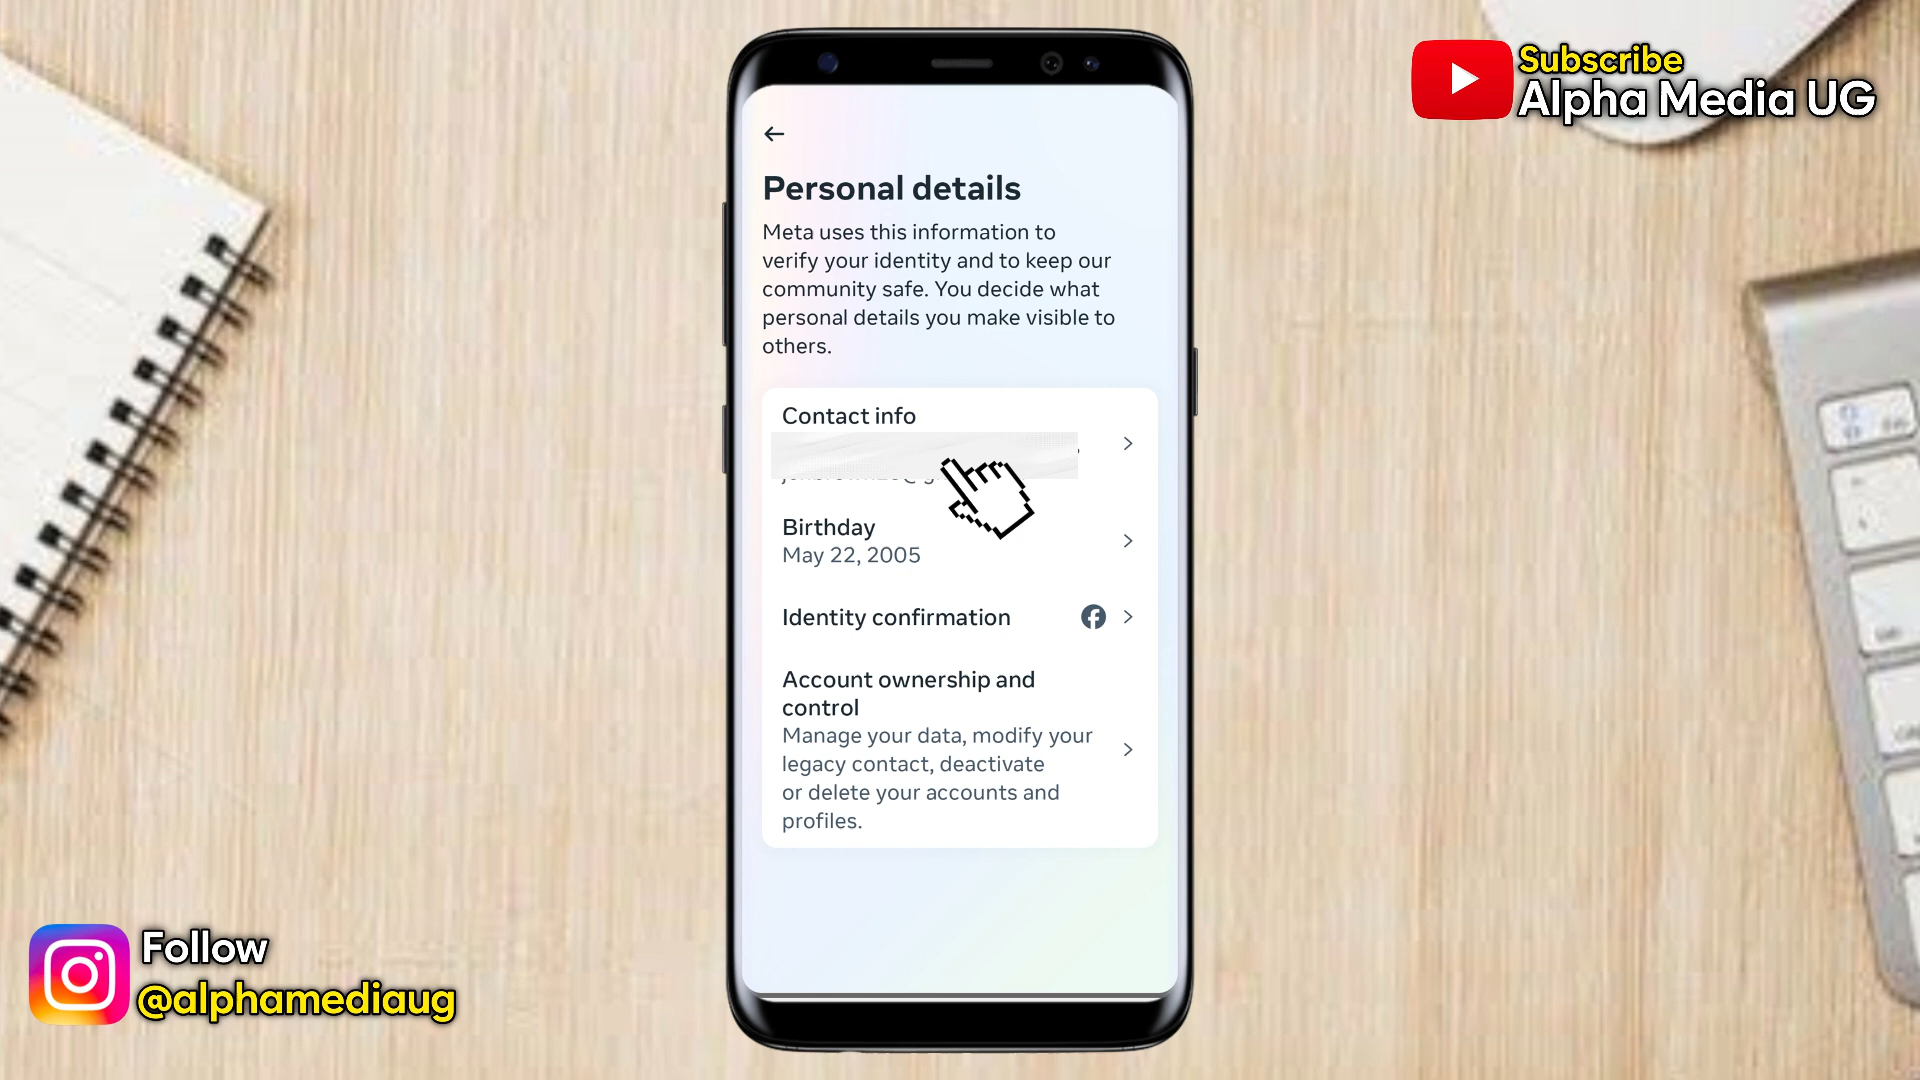 Subscribe
Alpha Media UG
Personal details
Meta uses this information to
verify your identity and to keep our
community safe. You decide what
personal details you make visible to
others.
Contact info
Birthday
May 22, 2005
Identity confirmation
Account ownership and
control
Manage your data, modify your
legacy contact, deactivate
or delete your accounts and
profiles.
Follow
@alphamediaug